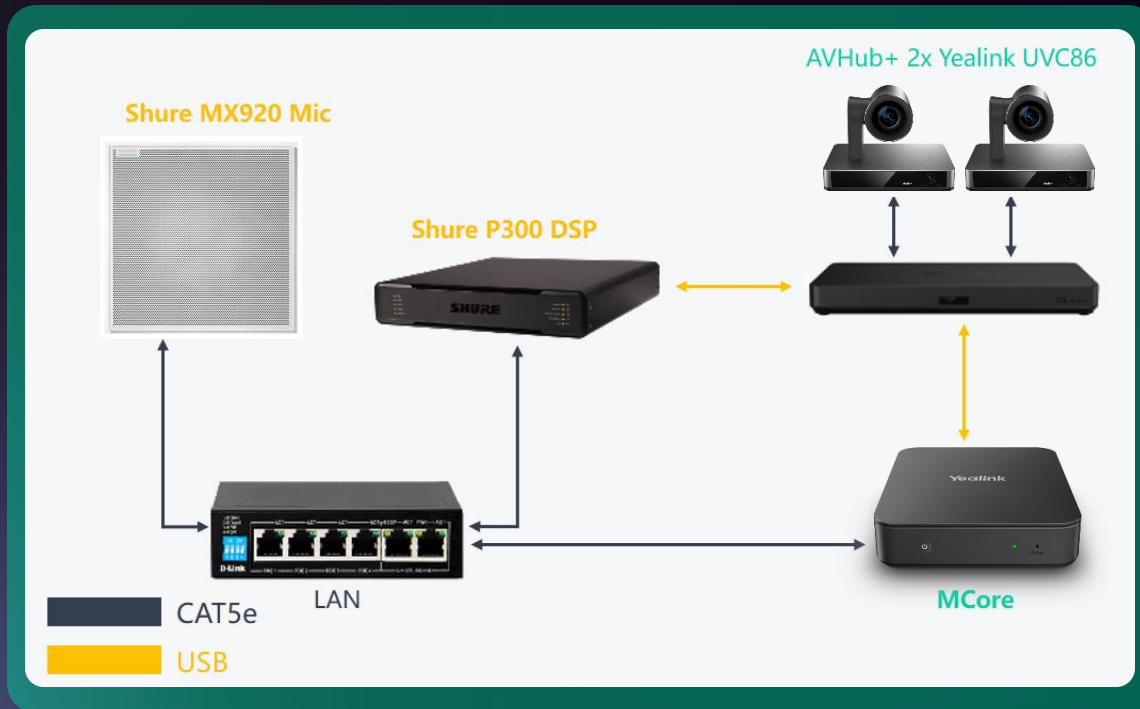 AVHub+ 2x Yealink UVC86
Shure MX920 Mic
Shure P300 DSP
SHURE
Yealink
D-Link
LAN
MCore
CAT5e
USB